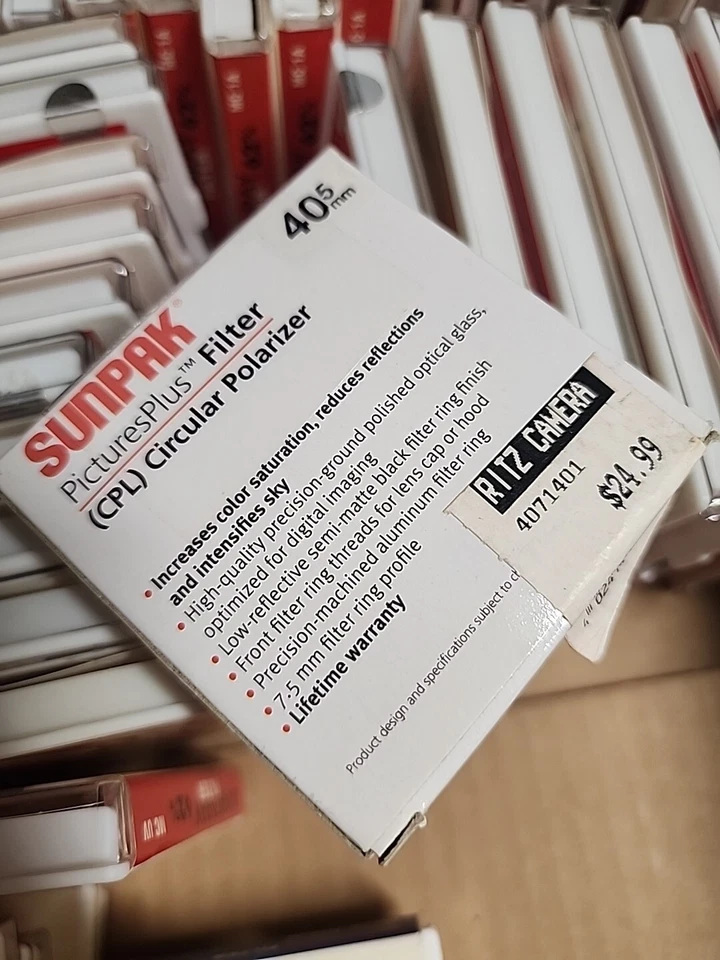 40.5mm
SUNPAK®
PicturesPlus™ Filter
(CPL) Circular Polarizer
• Increases color saturation, reduces reflections
and intensifies sky
• High-quality precision-ground polished optical glass,
optimized for digital imaging
• Low-reflective semi-matte black filter ring finish
• Front filter ring threads for lens cap or hood
• Precision-machined aluminum filter ring
• 7.5 mm filter ring profile
• Lifetime warranty
Product design and specifications subject to ch
RITZ CAMERA
4071401
$24.99
MC UV